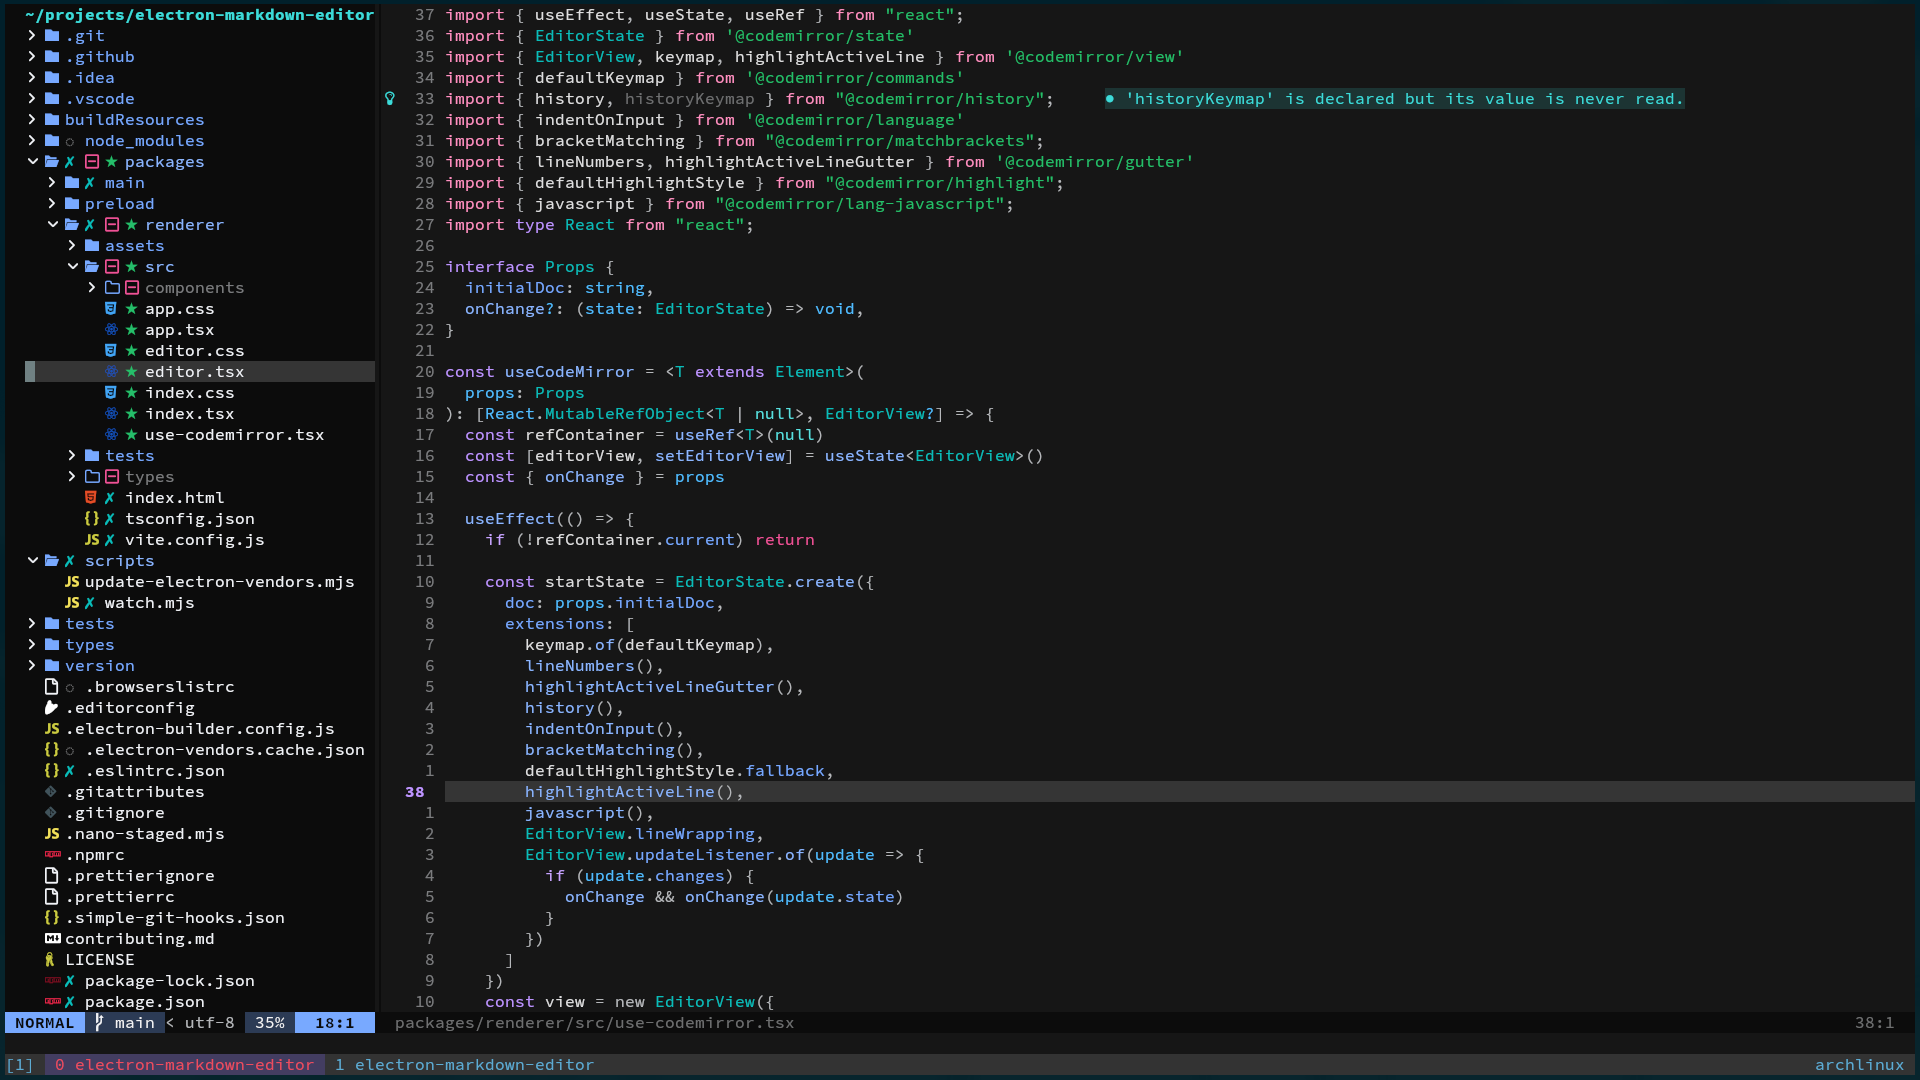 ~/projects/electron-markdown-editor
.git
.github
.idea
.vscode
buildResources
node_modules
packages
main
preload
renderer
assets
src
components
app.css
app.tsx
editor.css
editor.tsx
index.css
index.tsx
use-codemirror.tsx
tests
types
index.html
{} tsconfig.json
JS vite.config.js
scripts
JS update-electron-vendors.mjs
JS watch.mjs
tests
types
version
.browserslistrc
.editorconfig
JS .electron-builder.config.js
{} .electron-vendors.cache.json
{} .eslintrc.json
.gitattributes
.gitignore
JS .nano-staged.mjs
.npmrc
.prettierignore
.prettierrc
{} .simple-git-hooks.json
contributing.md
LICENSE
package-lock.json
package.json
37 import { useEffect, useState, useRef } from "react";
36 import { EditorState } from '@codemirror/state'
35 import { EditorView, keymap, highlightActiveLine } from '@codemirror/view'
34 import { defaultKeymap } from '@codemirror/commands'
33 import { history, historyKeymap } from "@codemirror/history"; ● 'historyKeymap' is declared but its value is never read.
32 import { indentOnInput } from '@codemirror/language'
31 import { bracketMatching } from "@codemirror/matchbrackets";
30 import { lineNumbers, highlightActiveLineGutter } from '@codemirror/gutter'
29 import { defaultHighlightStyle } from "@codemirror/highlight";
28 import { javascript } from "@codemirror/lang-javascript";
27 import type React from "react";
26
25 interface Props {
24   initialDoc: string,
23   onChange?: (state: EditorState) => void,
22 }
21
20 const useCodeMirror = <T extends Element>(
19   props: Props
18 ): [React.MutableRefObject<T | null>, EditorView?] => {
17   const refContainer = useRef<T>(null)
16   const [editorView, setEditorView] = useState<EditorView>()
15   const { onChange } = props
14
13   useEffect(() => {
12     if (!refContainer.current) return
11
10     const startState = EditorState.create({
9       doc: props.initialDoc,
8       extensions: [
7         keymap.of(defaultKeymap),
6         lineNumbers(),
5         highlightActiveLineGutter(),
4         history(),
3         indentOnInput(),
2         bracketMatching(),
1         defaultHighlightStyle.fallback,
38         highlightActiveLine(),
1         javascript(),
2         EditorView.lineWrapping,
3         EditorView.updateListener.of(update => {
4           if (update.changes) {
5             onChange && onChange(update.state)
6           }
7         })
8       ]
9     })
10     const view = new EditorView({
NORMAL main < utf-8 35% 18:1 packages/renderer/src/use-codemirror.tsx 38:1
[1] 0 electron-markdown-editor 1 electron-markdown-editor archlinux